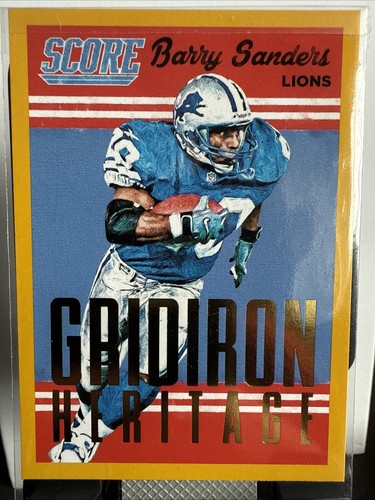 SCORE
Barry Sanders
LIONS
GRIDIRON
HERITAGE